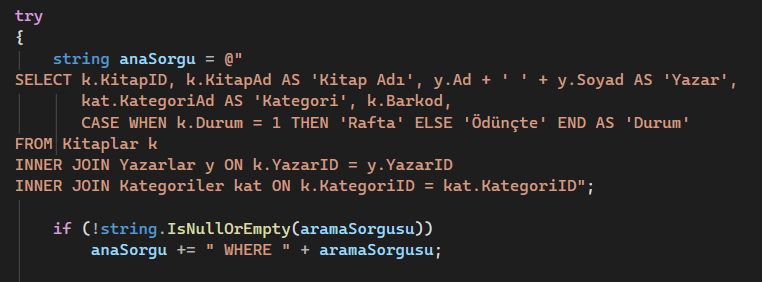 try
{
    string anaSorgu = @"
SELECT k.KitapID, k.KitapAd AS 'Kitap Adı', y.Ad + ' ' + y.Soyad AS 'Yazar',
       kat.KategoriAd AS 'Kategori', k.Barkod,
       CASE WHEN k.Durum = 1 THEN 'Rafta' ELSE 'Ödünçte' END AS 'Durum'
FROM Kitaplar k
INNER JOIN Yazarlar y ON k.YazarID = y.YazarID
INNER JOIN Kategoriler kat ON k.KategoriID = kat.KategoriID";
    if (!string.IsNullOrEmpty(aramaSorgusu))
        anaSorgu += " WHERE " + aramaSorgusu;